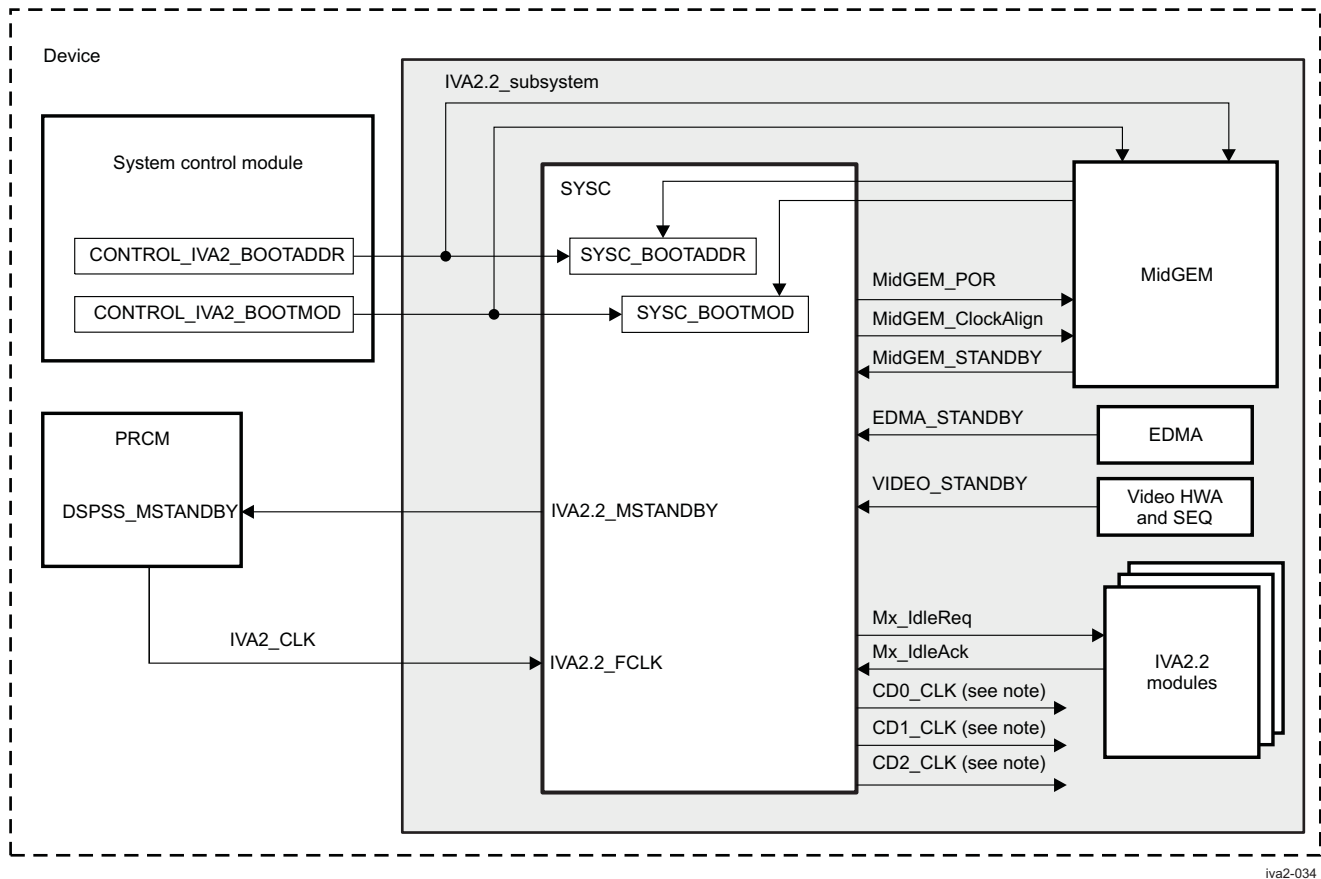 Device
IVA2.2_subsystem
System control module
CONTROL_IVA2_BOOTADDR
CONTROL_IVA2_BOOTMOD
SYSC
SYSC_BOOTADDR
SYSC_BOOTMOD
MidGEM_POR
MidGEM_ClockAlign
MidGEM_STANDBY
MidGEM
EDMA_STANDBY
EDMA
VIDEO_STANDBY
Video HWA
and SEQ
PRCM
DSPSS_MSTANDBY
IVA2.2_MSTANDBY
IVA2_CLK
IVA2.2_FCLK
Mx_IdleReq
Mx_IdleAck
CD0_CLK (see note)
CD1_CLK (see note)
CD2_CLK (see note)
IVA2.2
modules
iva2-034